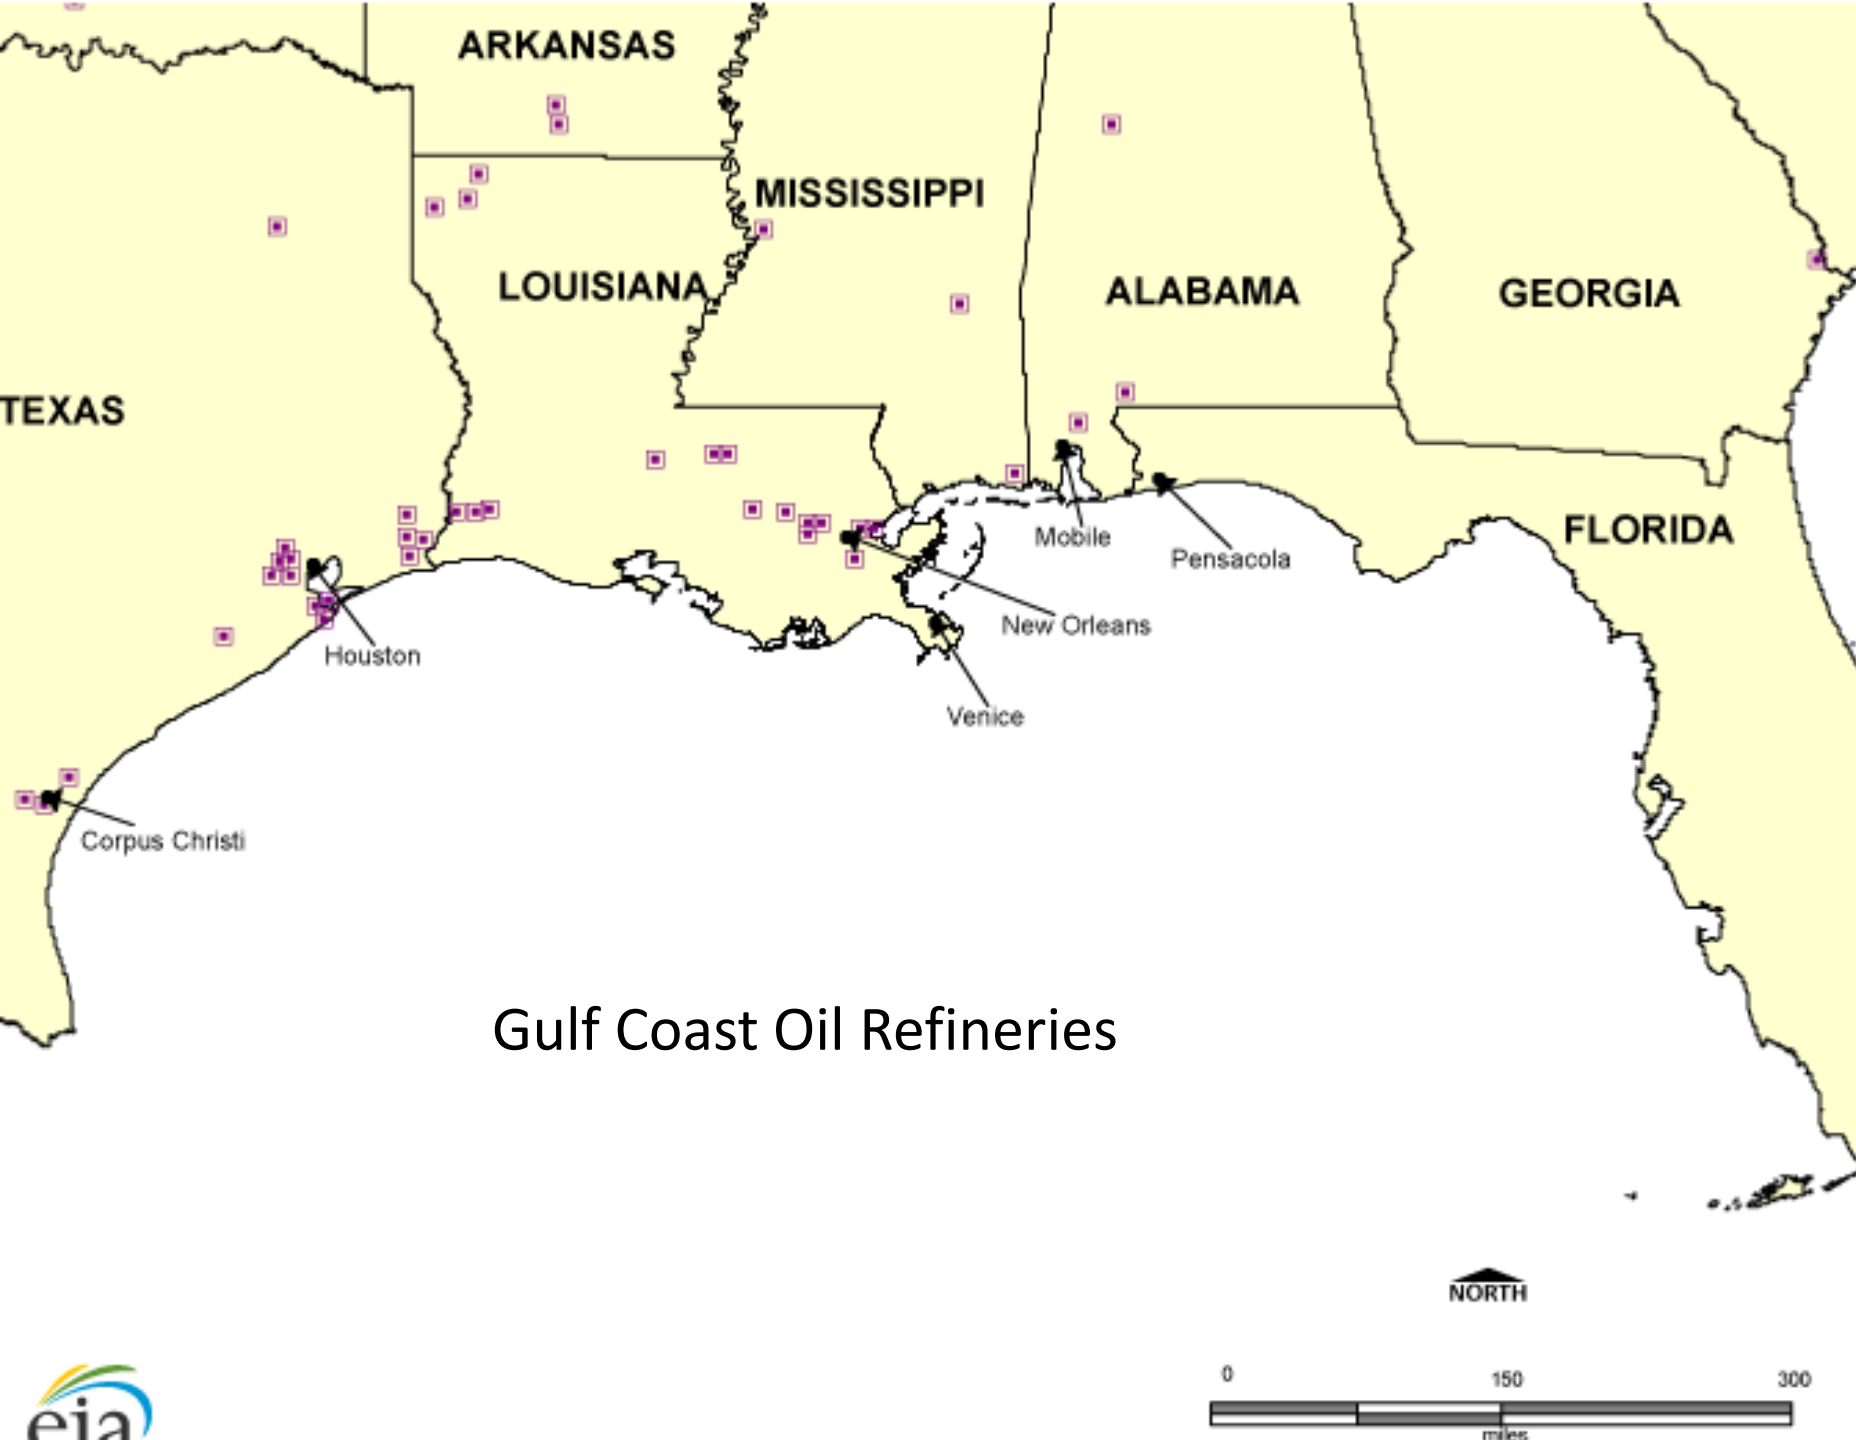 ARKANSAS
MISSISSIPPI
LOUISIANA
ALABAMA
GEORGIA
TEXAS
FLORIDA
Mobile
Pensacola
New Orleans
Houston
Venice
Corpus Christi
Gulf Coast Oil Refineries
NORTH
0 150 300
miles
eia